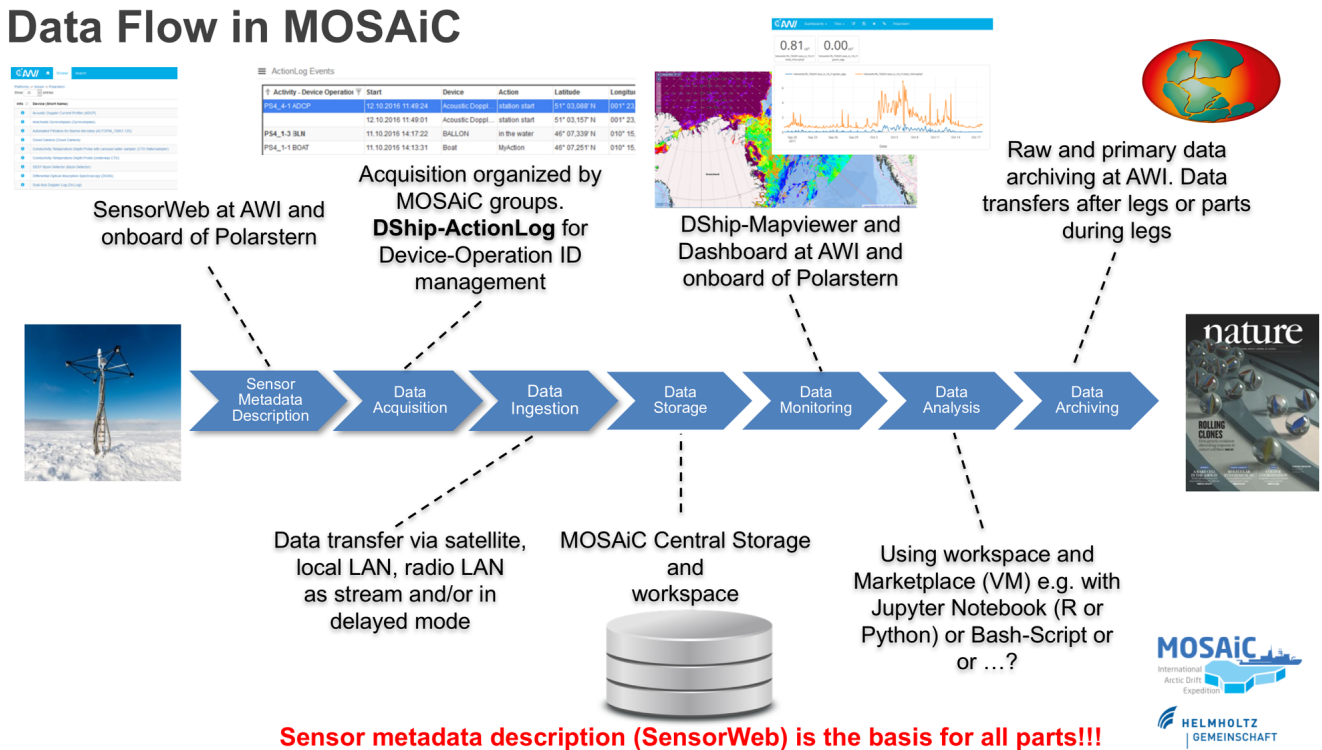 Data Flow in MOSAiC
AWI
ActionLog Events
Activity - Device Operation Start Device Action Latitude
PS4_4-1 ADCP 12.10.2016 11:49:24 Acoustic Doppl... station start 51° 03,088' N 001° 23,
12.10.2016 11:49:01 Acoustic Doppl... station start 51° 03,157' N 001° 23,
PS4_1-3 BLN 11.10.2016 14:17:22 BALLON in the water 46° 07,339' N 010° 15,
PS4_1-1 BOAT 11.10.2016 14:13:31 Boat MyAction 46° 07,251' N 010° 15,
AWI
0.81
0.00
SensorWeb at AWI and
onboard of Polarstern
Acquisition organized by
MOSAiC groups.
DShip-ActionLog for
Device-Operation ID
management
DShip-Mapviewer and
Dashboard at AWI and
onboard of Polarstern
Raw and primary data
archiving at AWI. Data
transfers after legs or parts
during legs
Sensor
Metadata
Description
Data
Acquisition
Data
Ingestion
Data
Storage
Data
Monitoring
Data
Analysis
Data
Archiving
nature
ROLLING
CLONES
Data transfer via satellite,
local LAN, radio LAN
as stream and/or in
delayed mode
MOSAiC Central Storage
and
workspace
Using workspace and
Marketplace (VM) e.g. with
Jupyter Notebook (R or
Python) or Bash-Script or
or …?
MOSAiC
International
Arctic Drift
Expedition
HELMHOLTZ
GEMEINSCHAFT
Sensor metadata description (SensorWeb) is the basis for all parts!!!